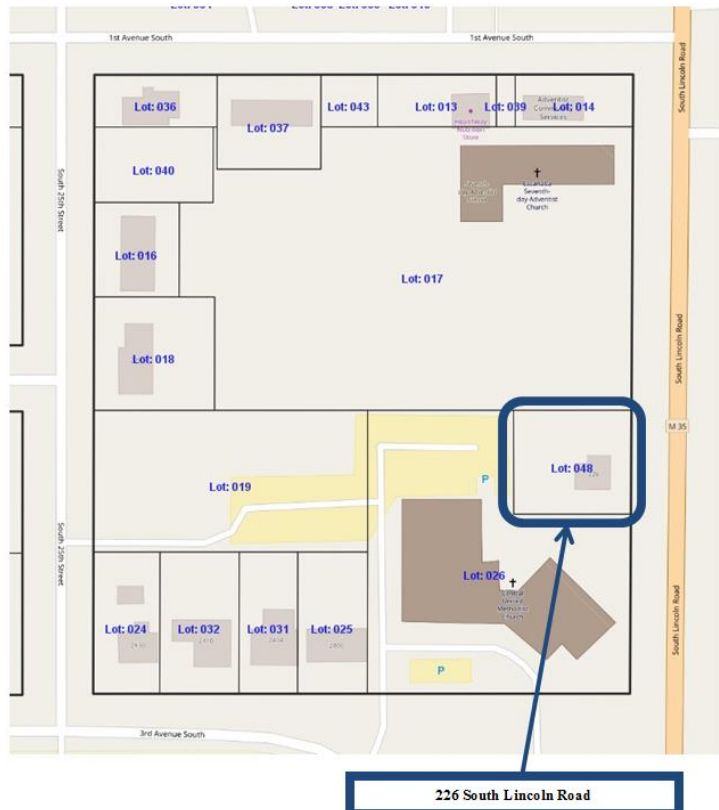 1st Avenue South
1st Avenue South
South Lincoln Road
Lot: 036
Lot: 037
Lot: 043
Lot: 013
Lot: 039
Lot: 014
Adventist
Services
Store
Lot: 040
Seventh-
day Adventist
Church
South 25th Street
Lot: 016
Lot: 017
Lot: 018
South Lincoln Road
M 35
Lot: 048
P
Lot: 019
South 25th Street
Lot: 026
Central
United
Methodist
Church
South Lincoln Road
Lot: 024
Lot: 032
Lot: 031
Lot: 025
P
3rd Avenue South
226 South Lincoln Road